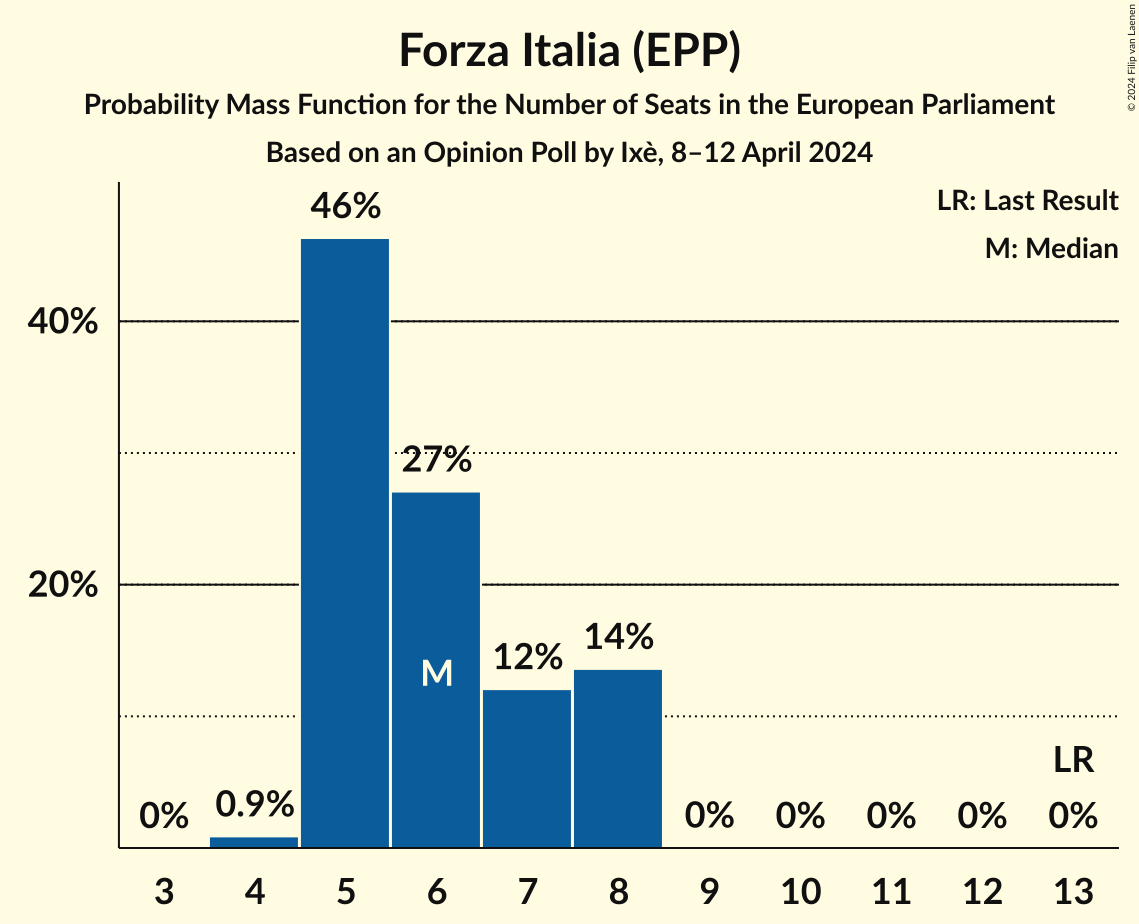 Forza Italia (EPP)
Probability Mass Function for the Number of Seats in the European Parliament
Based on an Opinion Poll by Ixè, 8–12 April 2024
© 2024 Filip van Laenen
LR: Last Result
M: Median
46%
40%
27%
20%
14%
12%
M
LR
0% 0.9% 0% 0% 0% 0% 0%
3 4 5 6 7 8 9 10 11 12 13